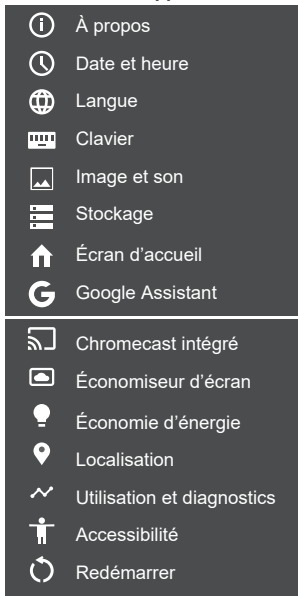 À propos
Date et heure
Langue
Clavier
Image et son
Stockage
Écran d’accueil
Google Assistant
Chromecast intégré
Économiseur d’écran
Économie d’énergie
Localisation
Utilisation et diagnostics
Accessibilité
Redémarrer